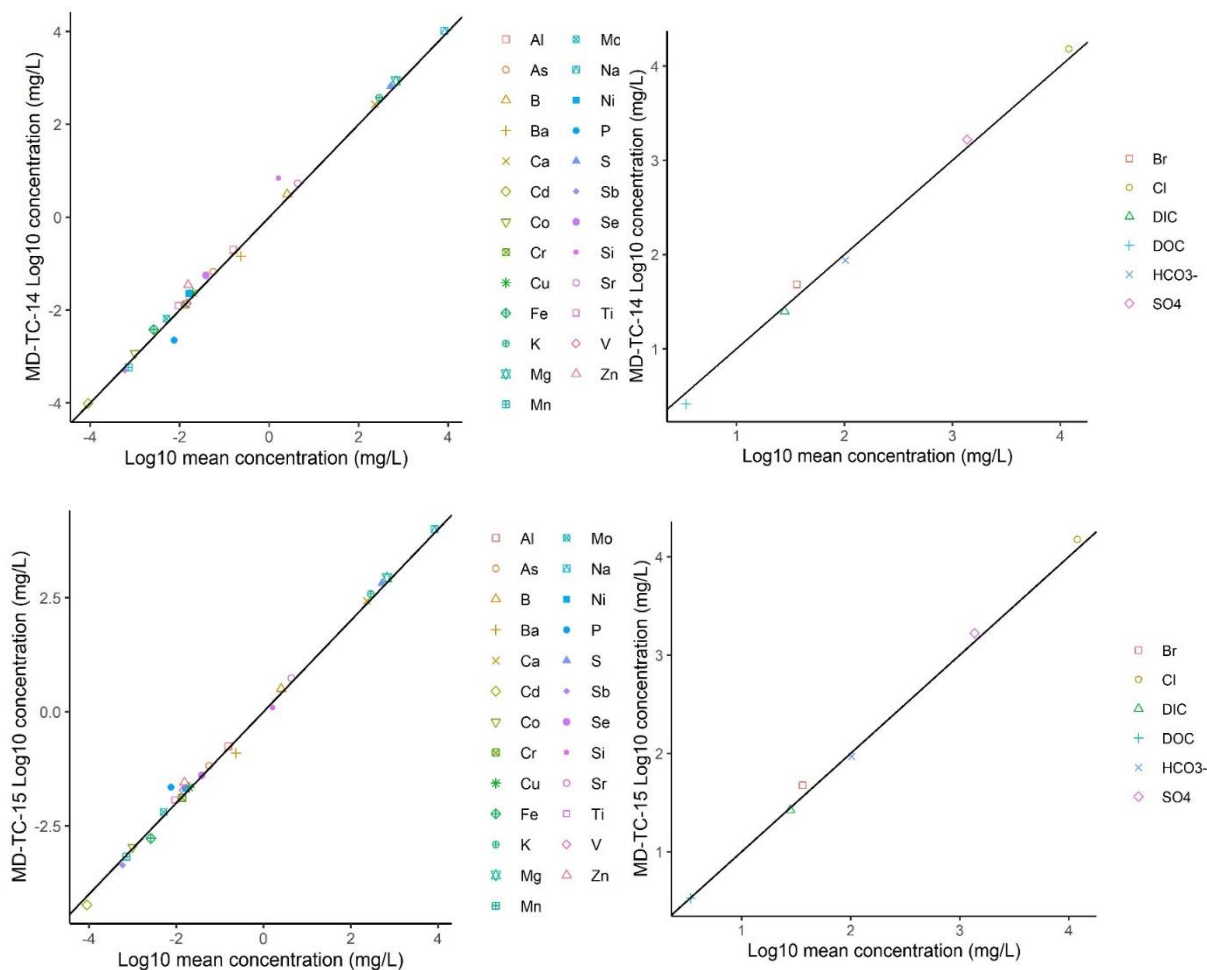 MD-TC-14 Log10 concentration (mg/L)
4
2
0
-2
-4
-4
-2
0
2
4
Log10 mean concentration (mg/L)
Al
As
B
Ba
Ca
Cd
Co
Cr
Cu
Fe
K
Mg
Mn
Mo
Na
Ni
P
S
Sb
Se
Si
Sr
Ti
V
Zn
MD-TC-14 Log10 concentration (mg/L)
4
3
2
1
1
2
3
4
Log10 mean concentration (mg/L)
Br
Cl
DIC
DOC
HCO3-
SO4
MD-TC-15 Log10 concentration (mg/L)
2.5
0.0
-2.5
-4
-2
0
2
4
Log10 mean concentration (mg/L)
Al
As
B
Ba
Ca
Cd
Co
Cr
Cu
Fe
K
Mg
Mn
Mo
Na
Ni
P
S
Sb
Se
Si
Sr
Ti
V
Zn
MD-TC-15 Log10 concentration (mg/L)
4
3
2
1
1
2
3
4
Log10 mean concentration (mg/L)
Br
Cl
DIC
DOC
HCO3-
SO4